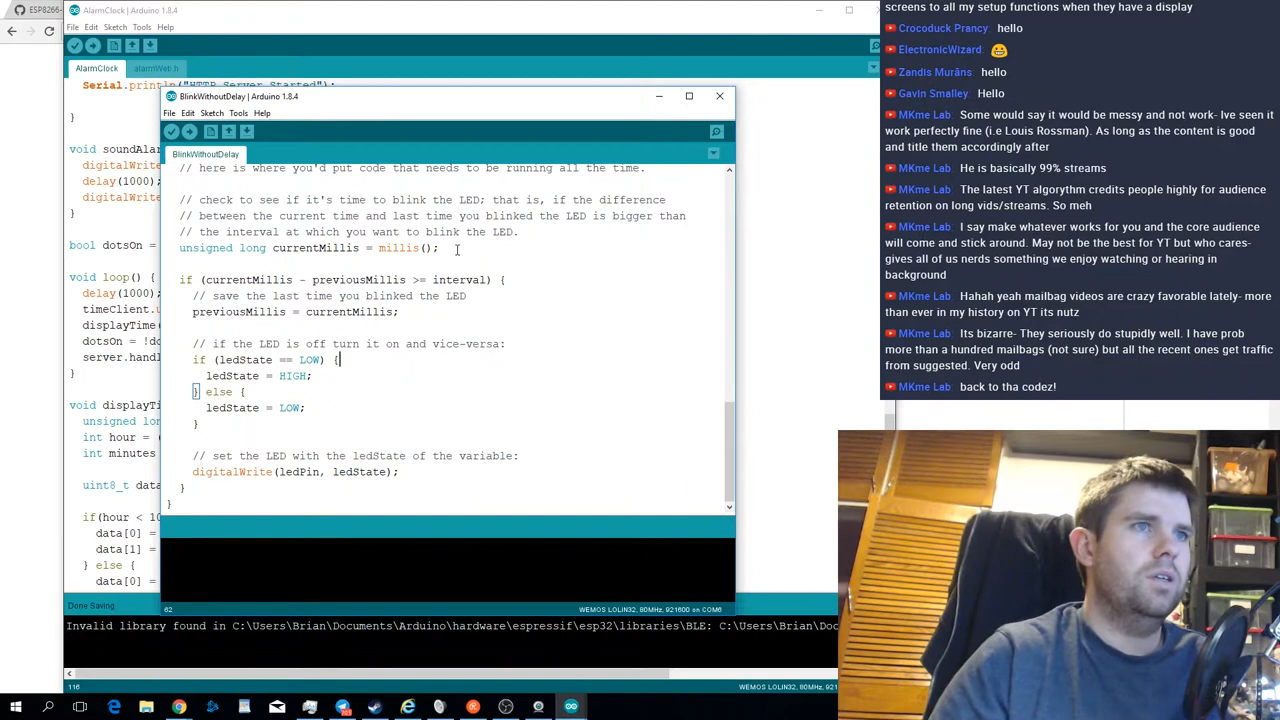 ESP8266-
AlarmClock | Arduino 1.8.4
File Edit Sketch Tools Help
AlarmClock
alarmWeb.h
Serial.println("HTTP Server Started");
}
void soundAlar
digitalWrite
delay(1000);
digitalWrite
}
bool dotsOn =
void loop() {
delay(1000);
timeClient.u
displayTime(
dotsOn = !do
server.handl
}
void displayTi
unsigned lon
int hour = (
int minutes
uint8_t data
if(hour < 10
data[0] =
data[1] =
} else {
data[0] =
Done Saving.
Invalid library found in C:\Users\Brian\Documents\Arduino\hardware\espressif\esp32\libraries\BLE: C:\Users\Brian\Doc
116
WEMOS LOLIN32, 80MHz, 921600 on COM6
BlinkWithoutDelay | Arduino 1.8.4
File Edit Sketch Tools Help
BlinkWithoutDelay
// here is where you'd put code that needs to be running all the time.
// check to see if it's time to blink the LED; that is, if the difference
// between the current time and last time you blinked the LED is bigger than
// the interval at which you want to blink the LED.
unsigned long currentMillis = millis();
if (currentMillis - previousMillis >= interval) {
// save the last time you blinked the LED
previousMillis = currentMillis;
// if the LED is off turn it on and vice-versa:
if (ledState == LOW) {
ledState = HIGH;
} else {
ledState = LOW;
}
// set the LED with the ledState of the variable:
digitalWrite(ledPin, ledState);
}
}
62
WEMOS LOLIN32, 80MHz, 921600 on COM6
screens to all my setup functions when they have a display
Crocoduck Prancy: hello
ElectronicWizard:
Zandis Murāns: hello
Gavin Smalley: Hello
MKme Lab: Some would say it would be messy and not work- Ive seen it
work perfectly fine (i.e Louis Rossman). As long as the content is good
and title them accordingly after
MKme Lab: He is basically 99% streams
MKme Lab: The latest YT algorithm credits people highly for audience
retention on long vids/streams. So meh
MKme Lab: I say make whatever works for you and the core audience
will come and stick around. May not be the best for YT but who cares-
gives all of us nerds something we enjoy watching or hearing in
background
MKme Lab: Hahah yeah mailbag videos are crazy favorable lately- more
than ever in my history on YT its nutz
MKme Lab: Its bizarre- They seriously do stupidly well. I have prob
more than a hundred mailbags (not sure) but all the recent ones get traffic
from suggested. Very odd
MKme Lab: back to tha codez!